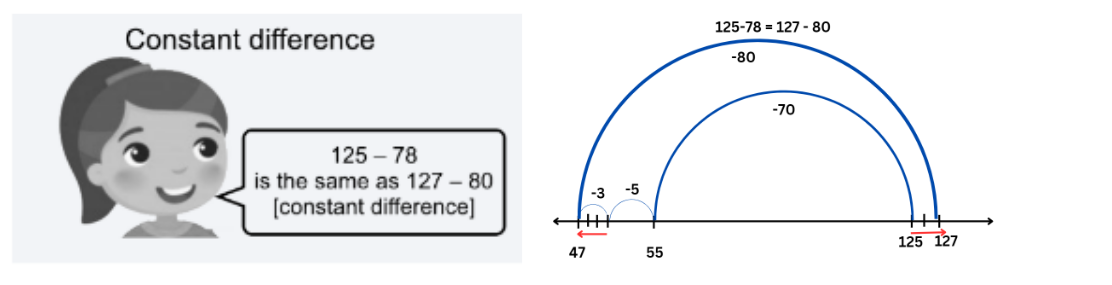 Constant difference
125 – 78
is the same as 127 – 80
[constant difference]
125-78 = 127 - 80
-80
-70
-3
-5
47
55
125
127